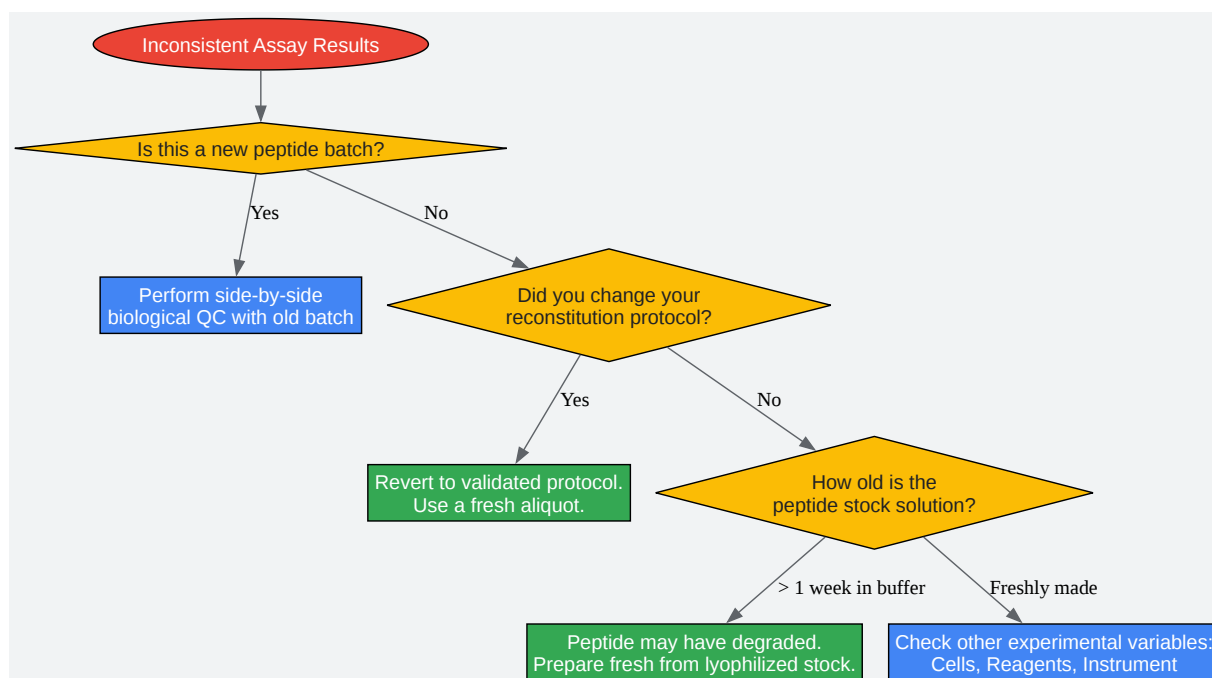 Inconsistent Assay Results
Is this a new peptide batch?
Yes
No
Perform side-by-side
biological QC with old batch
Did you change your
reconstitution protocol?
Yes
No
Revert to validated protocol.
Use a fresh aliquot.
How old is the
peptide stock solution?
> 1 week in buffer
Freshly made
Peptide may have degraded.
Prepare fresh from lyophilized stock.
Check other experimental variables:
Cells, Reagents, Instrument